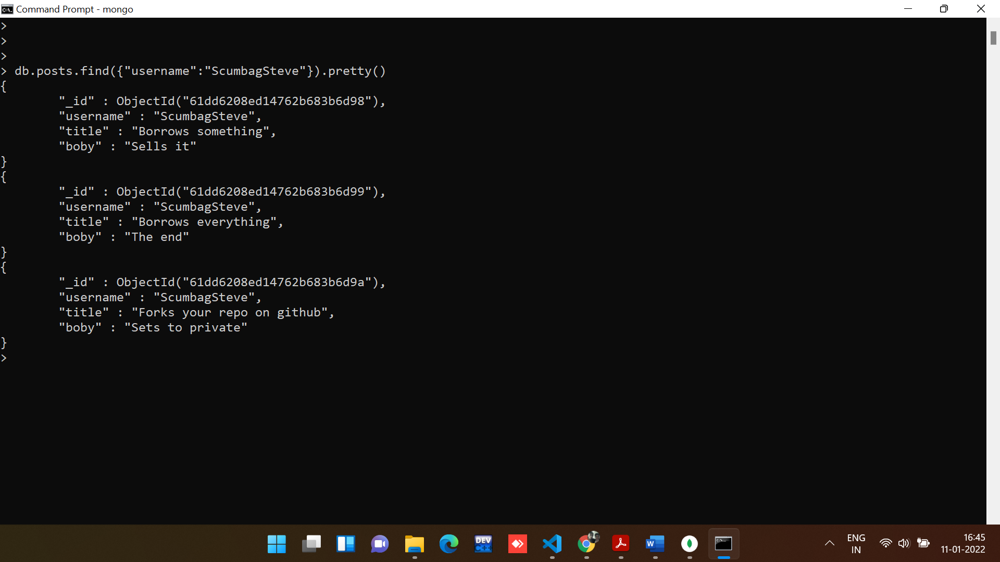 Command Prompt - mongo
>
>
>
> db.posts.find({"username":"ScumbagSteve"}).pretty()
{
"_id" : ObjectId("61dd6208ed14762b683b6d98"),
"username" : "ScumbagSteve",
"title" : "Borrows something",
"boby" : "Sells it"
}
{
"_id" : ObjectId("61dd6208ed14762b683b6d99"),
"username" : "ScumbagSteve",
"title" : "Borrows everything",
"boby" : "The end"
}
{
"_id" : ObjectId("61dd6208ed14762b683b6d9a"),
"username" : "ScumbagSteve",
"title" : "Forks your repo on github",
"boby" : "Sets to private"
}
>
DEV
C++
W
ENG
IN
16:45
11-01-2022